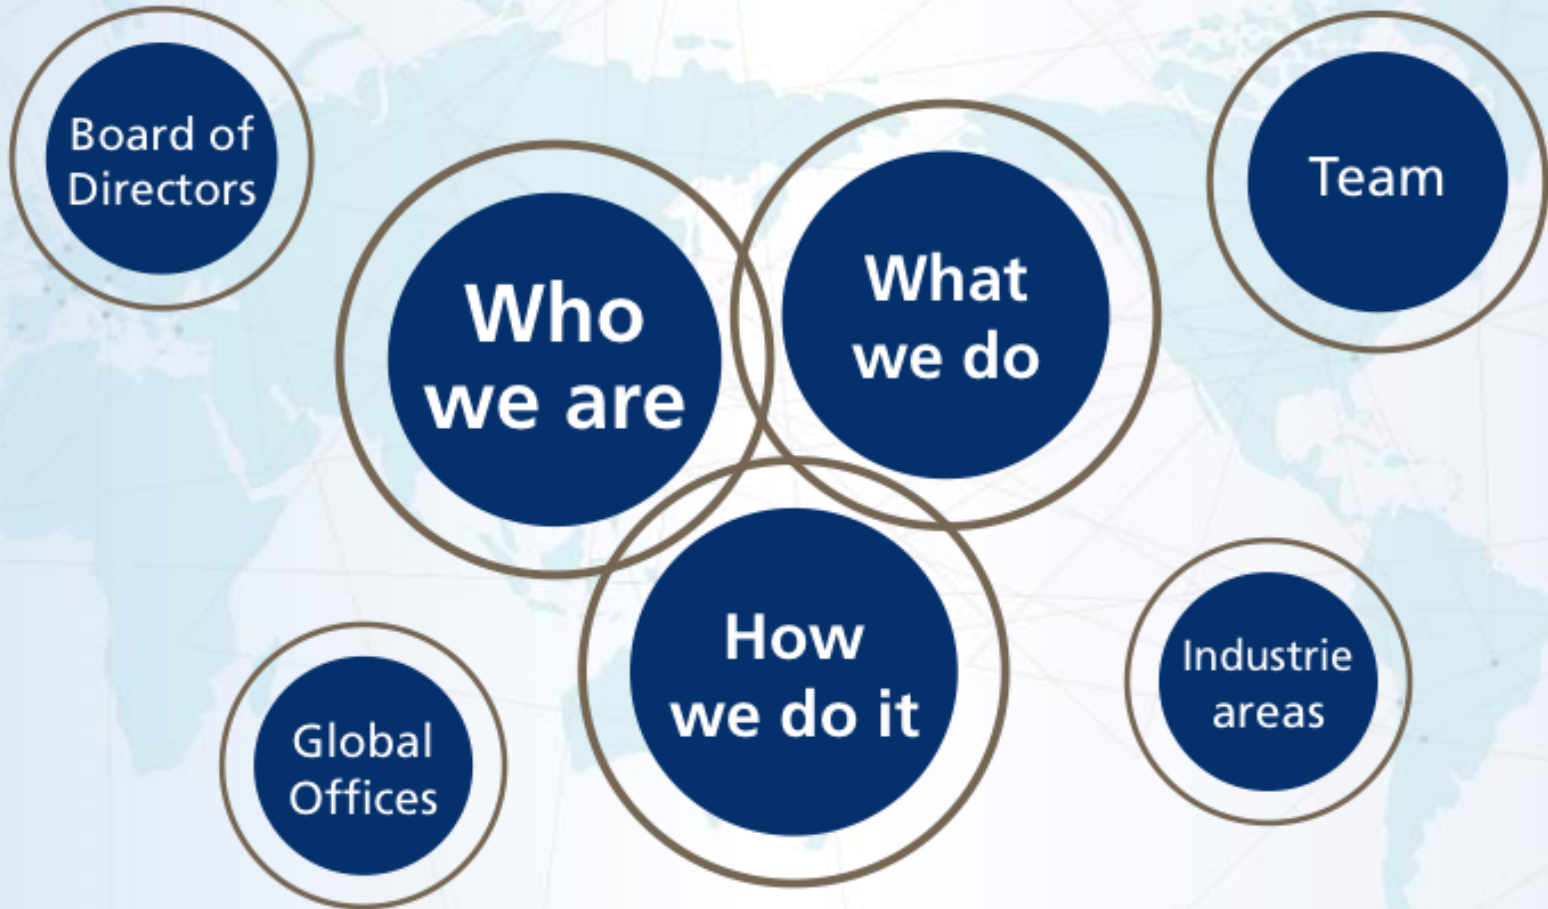 Board of
Directors
Who
we are
What
we do
Team
How
we do it
Global
Offices
Industrie
areas